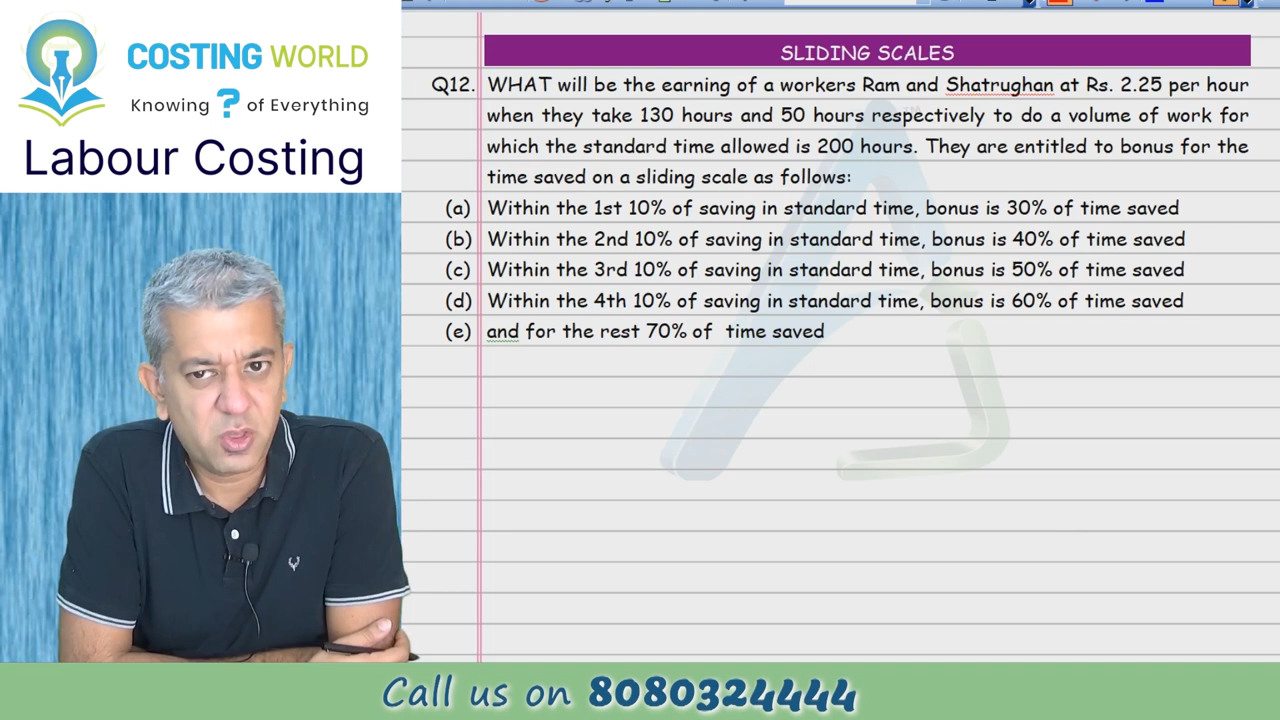 COSTING WORLD
Knowing ? of Everything
Labour Costing
SLIDING SCALES
Q12. WHAT will be the earning of a workers Ram and Shatrughan at Rs. 2.25 per hour
when they take 130 hours and 50 hours respectively to do a volume of work for
which the standard time allowed is 200 hours. They are entitled to bonus for the
time saved on a sliding scale as follows:
(a) Within the 1st 10% of saving in standard time, bonus is 30% of time saved
(b) Within the 2nd 10% of saving in standard time, bonus is 40% of time saved
(c) Within the 3rd 10% of saving in standard time, bonus is 50% of time saved
(d) Within the 4th 10% of saving in standard time, bonus is 60% of time saved
(e) and for the rest 70% of time saved
TM
Call us on 8080324444